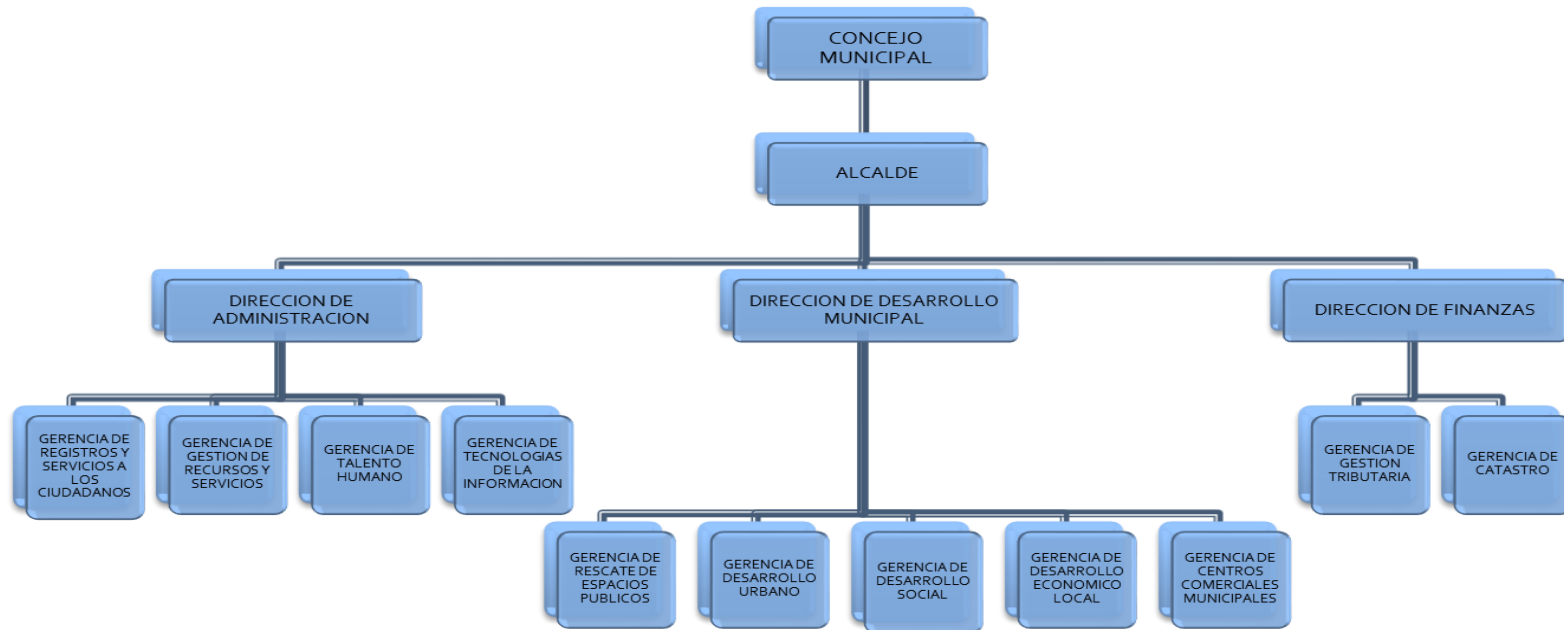 CONCEJO
MUNICIPAL
ALCALDE
DIRECCION DE
ADMINISTRACION
DIRECCION DE DESARROLLO
MUNICIPAL
DIRECCION DE FINANZAS
GERENCIA DE
REGISTROS Y
SERVICIOS A
LOS
CIUDADANOS
GERENCIA DE
GESTION DE
RECURSOS Y
SERVICIOS
GERENCIA DE
TALENTO
HUMANO
GERENCIA DE
TECNOLOGIAS
DE LA
INFORMACION
GERENCIA DE
RESCATE DE
ESPACIOS
PUBLICOS
GERENCIA DE
DESARROLLO
URBANO
GERENCIA DE
DESARROLLO
SOCIAL
GERENCIA DE
DESARROLLO
ECONOMICO
LOCAL
GERENCIA DE
CENTROS
COMERCIALES
MUNICIPALES
GERENCIA DE
GESTION
TRIBUTARIA
GERENCIA DE
CATASTRO